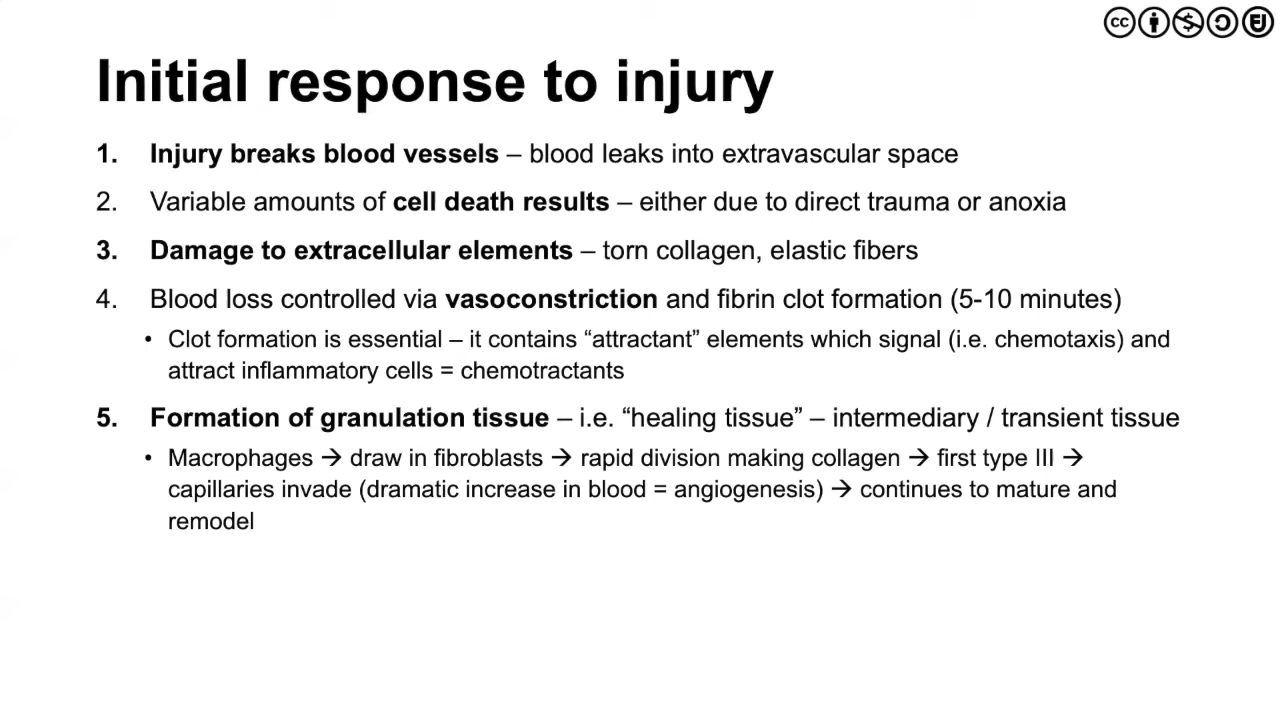 Initial response to injury
1. Injury breaks blood vessels – blood leaks into extravascular space
2. Variable amounts of cell death results – either due to direct trauma or anoxia
3. Damage to extracellular elements – torn collagen, elastic fibers
4. Blood loss controlled via vasoconstriction and fibrin clot formation (5-10 minutes)
• Clot formation is essential – it contains “attractant” elements which signal (i.e. chemotaxis) and
attract inflammatory cells = chemotractants
5. Formation of granulation tissue – i.e. “healing tissue” – intermediary / transient tissue
• Macrophages → draw in fibroblasts → rapid division making collagen → first type III →
capillaries invade (dramatic increase in blood = angiogenesis) → continues to mature and
remodel